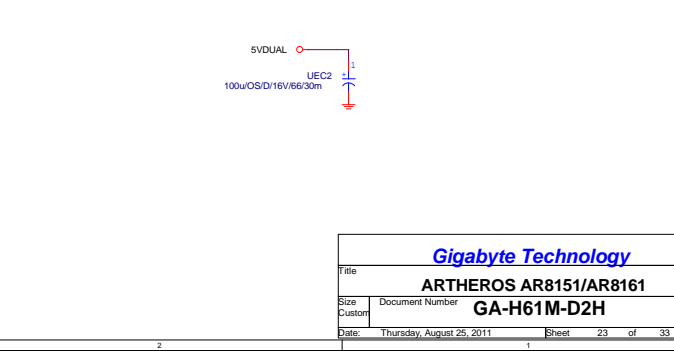 5VDUAL
1
UEC2
+
100u/OS/D/16V/66/30m
Gigabyte Technology
Title
ARTHEROS AR8151/AR8161
Size
Document Number
GA-H61M-D2H
Custom
Date: Thursday, August 25, 2011 Sheet 23 of 33
2 1